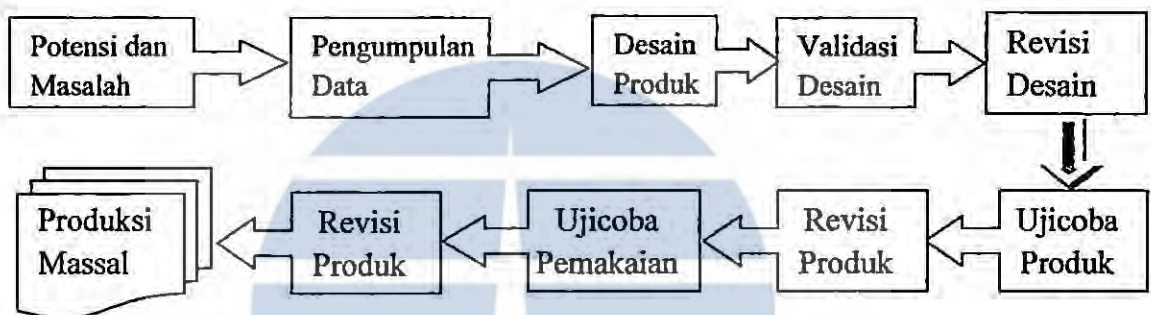 Potensi dan
Masalah
Pengumpulan
Data
Desain
Produk
Validasi
Desain
Revisi
Desain
Ujicoba
Produk
Revisi
Produk
Ujicoba
Pemakaian
Revisi
Produk
Produksi
Massal